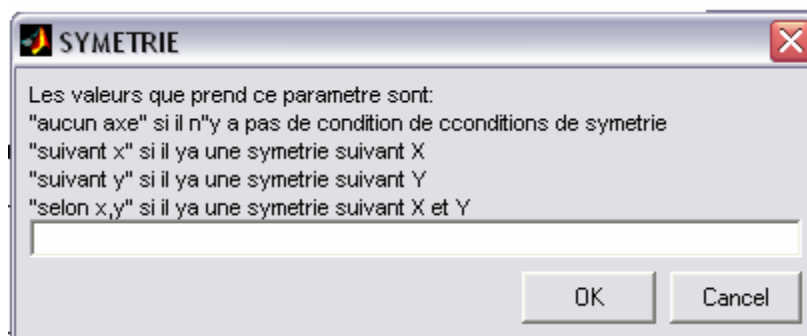 SYMETRIE
Les valeurs que prend ce parametre sont:
"aucun axe" si il n"y a pas de condition de cconditions de symetrie
"suivant x" si il ya une symetrie suivant X
"suivant y" si il ya une symetrie suivant Y
"selon x,y" si il ya une symetrie suivant X et Y
OK Cancel